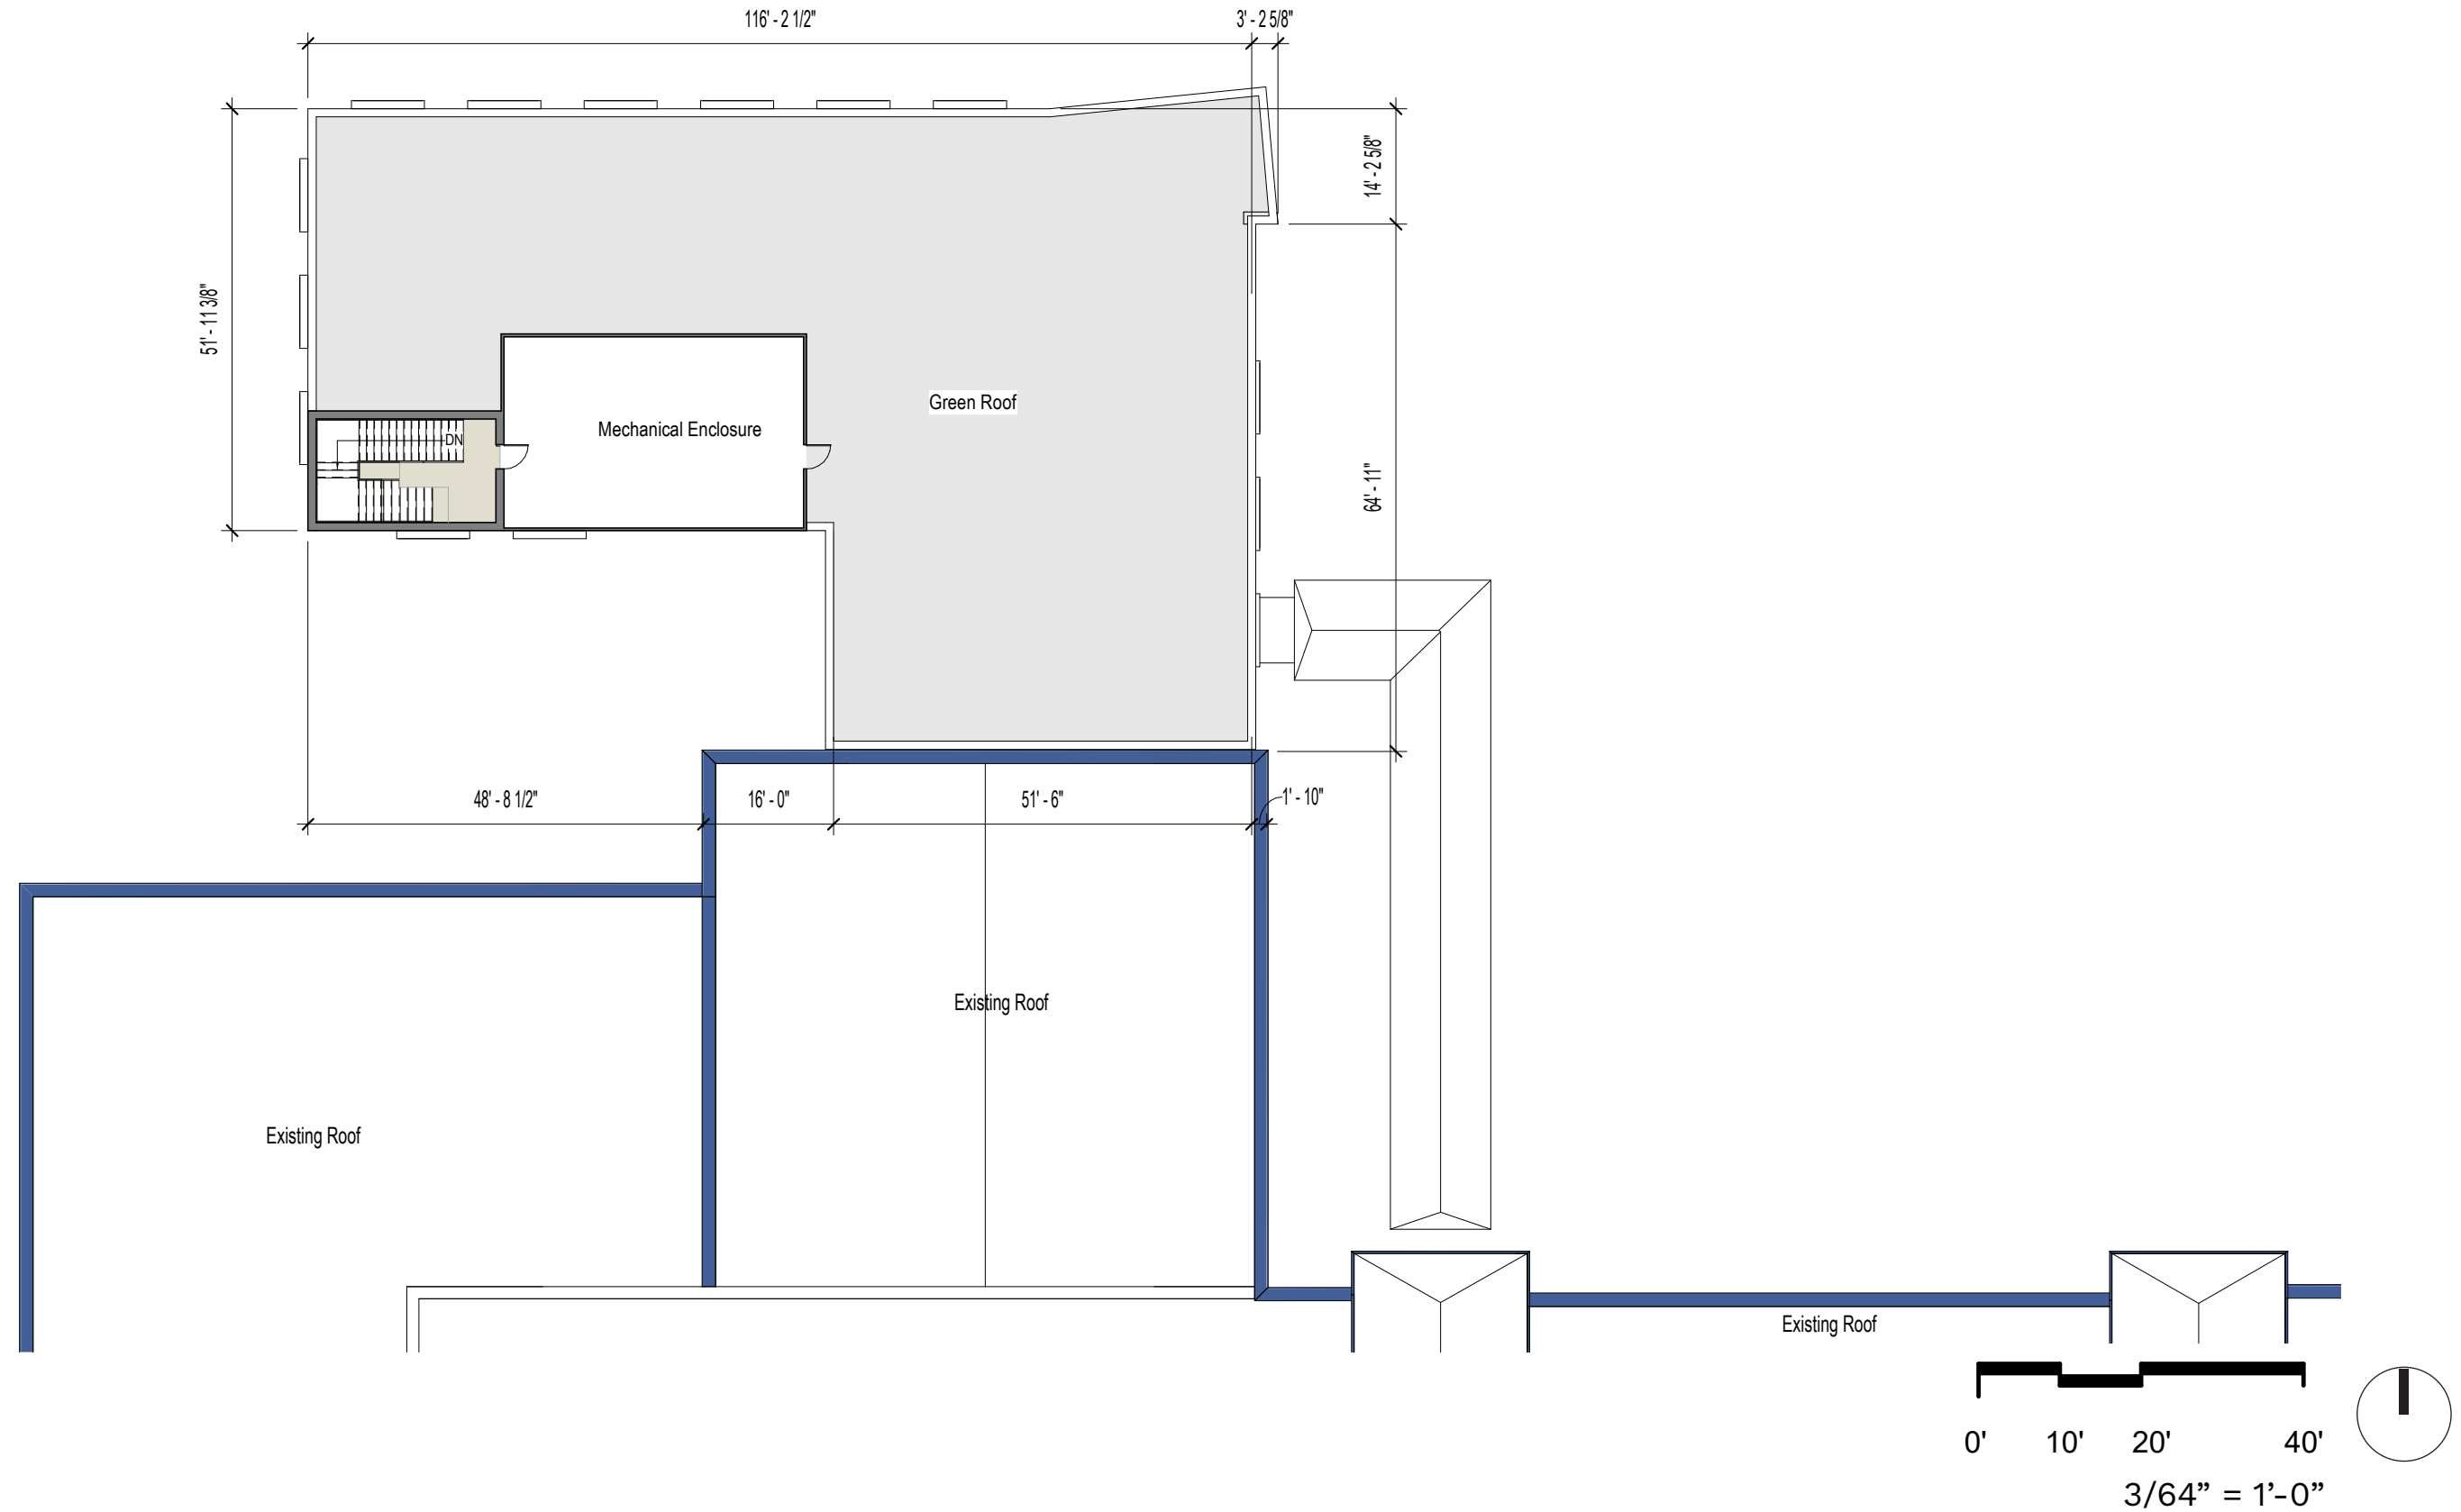 116' - 2 1/2"
3' - 2 5/8"
14' - 2 5/8"
51' - 11 3/8"
Green Roof
Mechanical Enclosure
DN
64' - 11"
48' - 8 1/2"
16' - 0"
51' - 6"
1' - 10"
Existing Roof
Existing Roof
Existing Roof
0' 10' 20' 40'
3/64” = 1’-0”